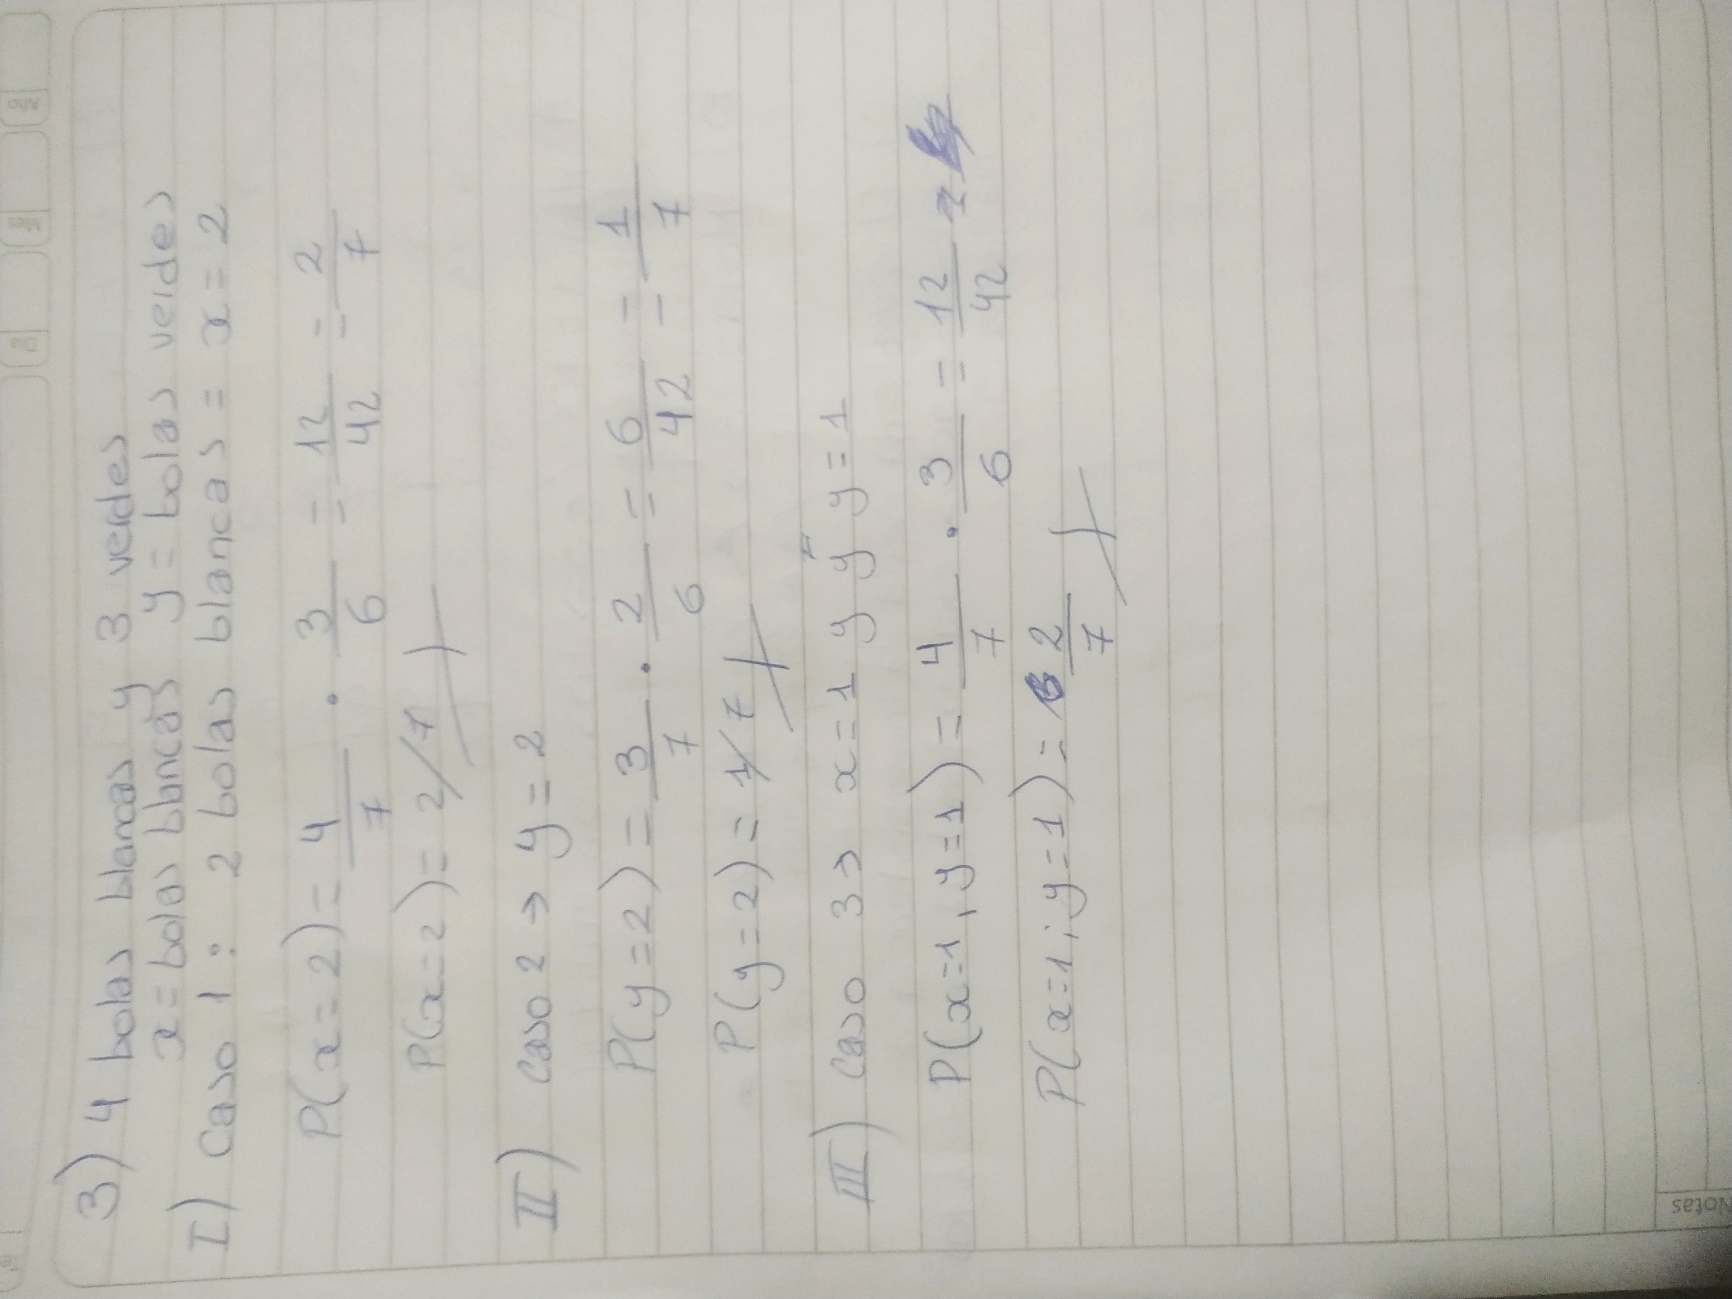 3) 4 bolas blancas y 3 verdes
x = bolas blancas y = bolas verdes
I) Caso 1 : 2 bolas blancas = x = 2
P(x=2) = 4/7 . 3/6 = 12/42 = 2/7
P(x=2) = 2/7
II) Caso 2 → y = 2
P(y=2) = 3/7 . 2/6 = 6/42 = 1/7
P(y=2) = 1/7
III) Caso 3 → x = 1 y y = 1
P(x=1, y=1) = 4/7 . 3/6 = 12/42
P(x=1; y=1) = 2/7
Notas